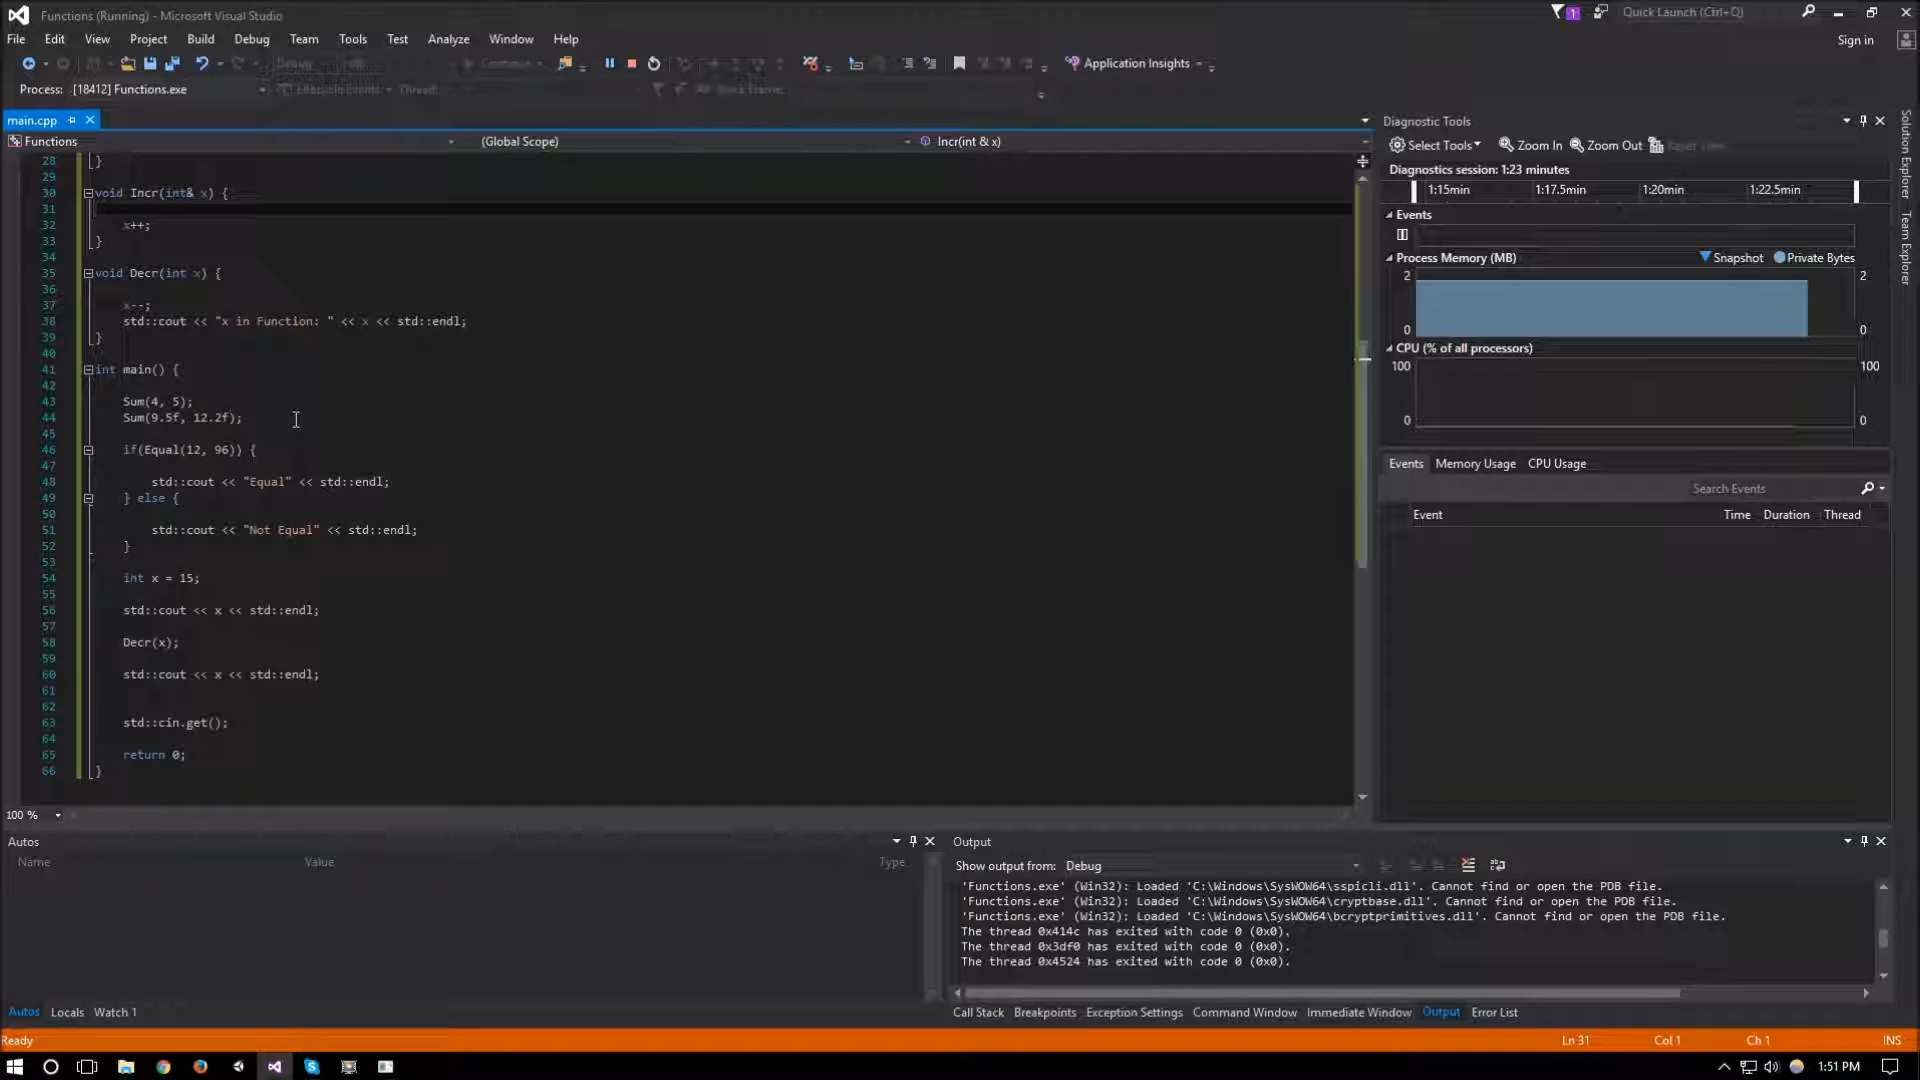 Functions (Running) - Microsoft Visual Studio
1
Quick Launch (Ctrl+Q)
File Edit View Project Build Debug Team Tools Test Analyze Window Help
Sign in
Debug
Continue
Application Insights
Process: [18412] Functions.exe
Lifecycle Events
Thread:
Stack Frame:
main.cpp
Functions
(Global Scope)
Incr(int & x)
28 }
29
30 void Incr(int& x) {
31
32 x++;
33 }
34
35 void Decr(int x) {
36
37 x--;
38 std::cout << "x in Function: " << x << std::endl;
39 }
40
41 int main() {
42
43 Sum(4, 5);
44 Sum(9.5f, 12.2f);
45
46 if(Equal(12, 96)) {
47
48 std::cout << "Equal" << std::endl;
49 } else {
50
51 std::cout << "Not Equal" << std::endl;
52 }
53
54 int x = 15;
55
56 std::cout << x << std::endl;
57
58 Decr(x);
59
60 std::cout << x << std::endl;
61
62
63 std::cin.get();
64
65 return 0;
66 }
100 %
Diagnostic Tools
Select Tools Zoom In Zoom Out Reset View
Diagnostics session: 1:23 minutes
1:15min 1:17.5min 1:20min 1:22.5min
Events
Process Memory (MB) Snapshot Private Bytes
2 2
0 0
CPU (% of all processors)
100 100
0 0
Events Memory Usage CPU Usage
Search Events
Event Time Duration Thread
Solution Explorer
Team Explorer
Autos
Name Value Type
Autos Locals Watch 1
Output
Show output from: Debug
'Functions.exe' (Win32): Loaded 'C:\Windows\SysWOW64\sspicli.dll'. Cannot find or open the PDB file.
'Functions.exe' (Win32): Loaded 'C:\Windows\SysWOW64\cryptbase.dll'. Cannot find or open the PDB file.
'Functions.exe' (Win32): Loaded 'C:\Windows\SysWOW64\bcryptprimitives.dll'. Cannot find or open the PDB file.
The thread 0x414c has exited with code 0 (0x0).
The thread 0x3df0 has exited with code 0 (0x0).
The thread 0x4524 has exited with code 0 (0x0).
Call Stack Breakpoints Exception Settings Command Window Immediate Window Output Error List
Ready
Ln 31 Col 1 Ch 1 INS
1:51 PM